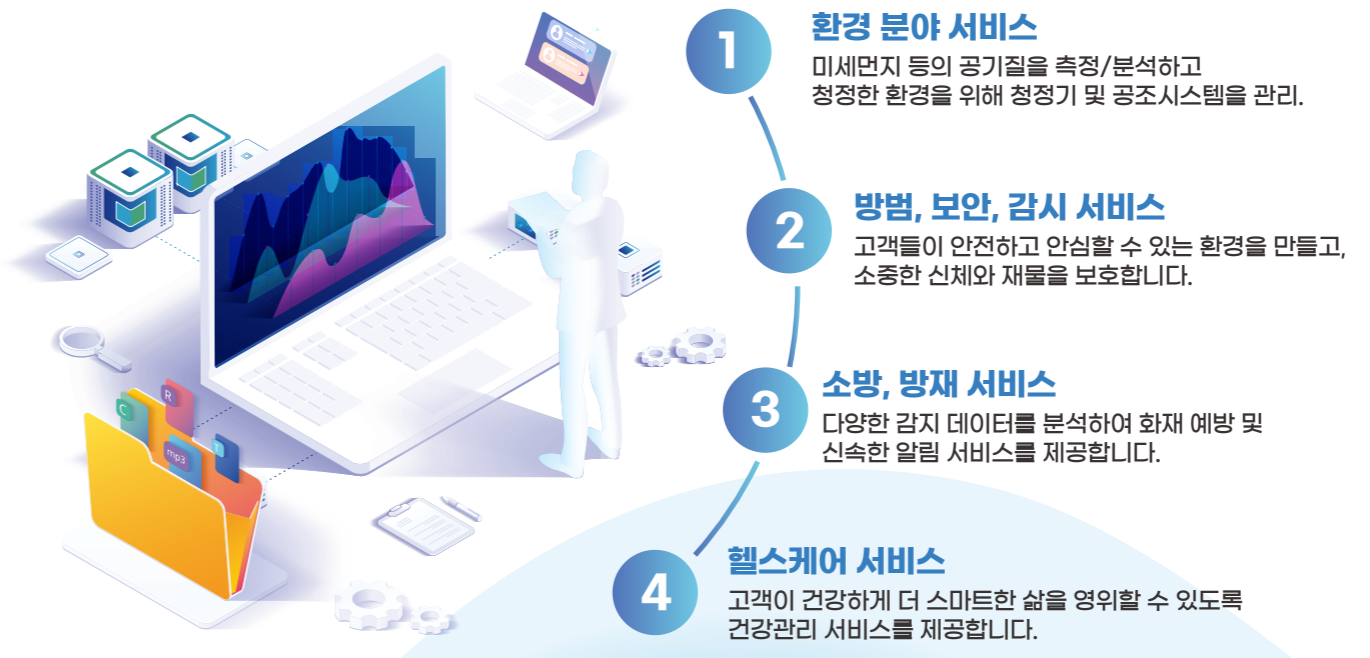 1
환경 분야 서비스
미세먼지 등의 공기질을 측정/분석하고
청정한 환경을 위해 청정기 및 공조시스템을 관리.
2
방범, 보안, 감시 서비스
고객들이 안전하고 안심할 수 있는 환경을 만들고,
소중한 신체와 재물을 보호합니다.
3
소방, 방재 서비스
다양한 감지 데이터를 분석하여 화재 예방 및
신속한 알림 서비스를 제공합니다.
4
헬스케어 서비스
고객이 건강하게 더 스마트한 삶을 영위할 수 있도록
건강관리 서비스를 제공합니다.
R
C
T
mp3